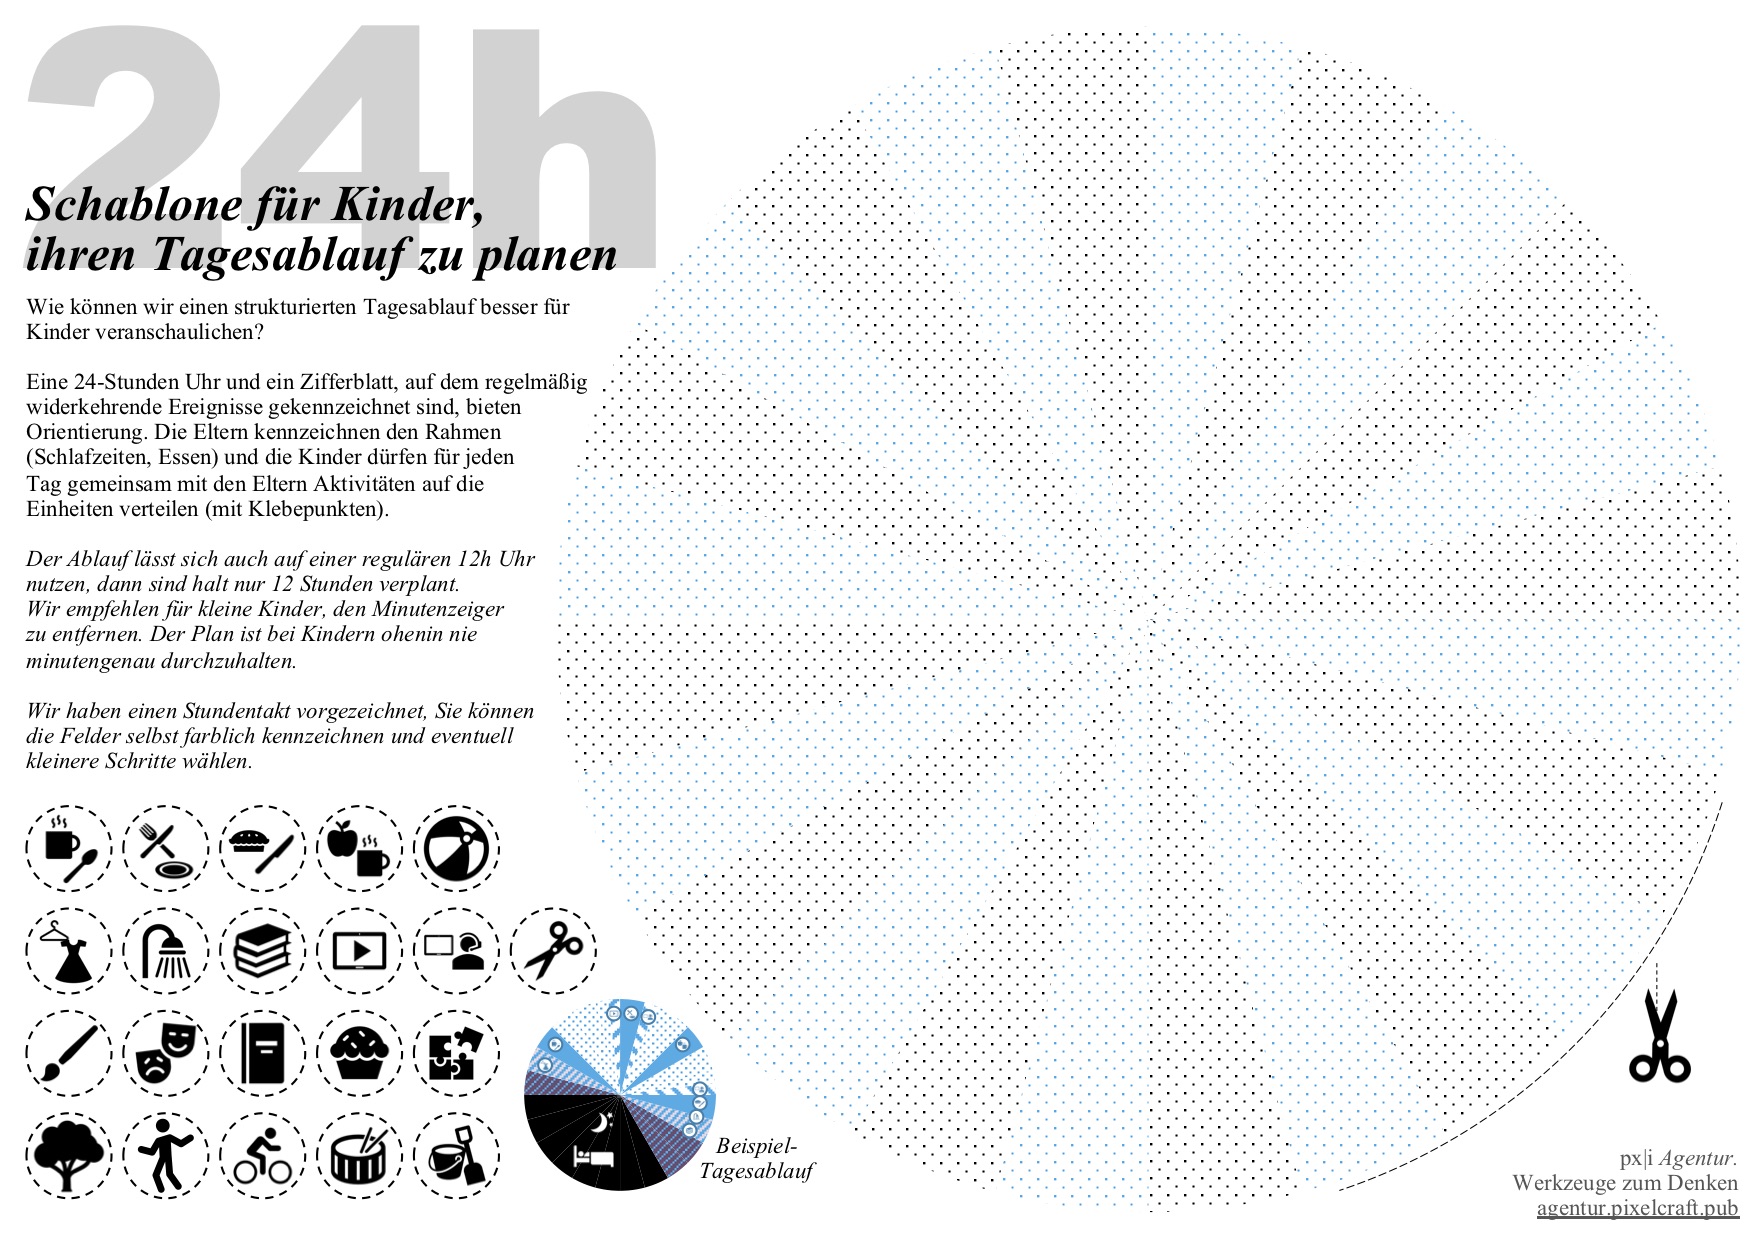 24h
Schablone für Kinder,
ihren Tagesablauf zu planen
Wie können wir einen strukturierten Tagesablauf besser für
Kinder veranschaulichen?
Eine 24-Stunden Uhr und ein Zifferblatt, auf dem regelmäßig
widerkehrende Ereignisse gekennzeichnet sind, bieten
Orientierung. Die Eltern kennzeichnen den Rahmen
(Schlafzeiten, Essen) und die Kinder dürfen für jeden
Tag gemeinsam mit den Eltern Aktivitäten auf die
Einheiten verteilen (mit Klebepunkten).
Der Ablauf lässt sich auch auf einer regulären 12h Uhr
nutzen, dann sind halt nur 12 Stunden verplant.
Wir empfehlen für kleine Kinder, den Minutenzeiger
zu entfernen. Der Plan ist bei Kindern ohenin nie
minutengenau durchzuhalten.
Wir haben einen Stundentakt vorgezeichnet, Sie können
die Felder selbst farblich kennzeichnen und eventuell
kleinere Schritte wählen.
Beispiel-
Tagesablauf
px|i Agentur.
Werkzeuge zum Denken
agentur.pixelcraft.pub